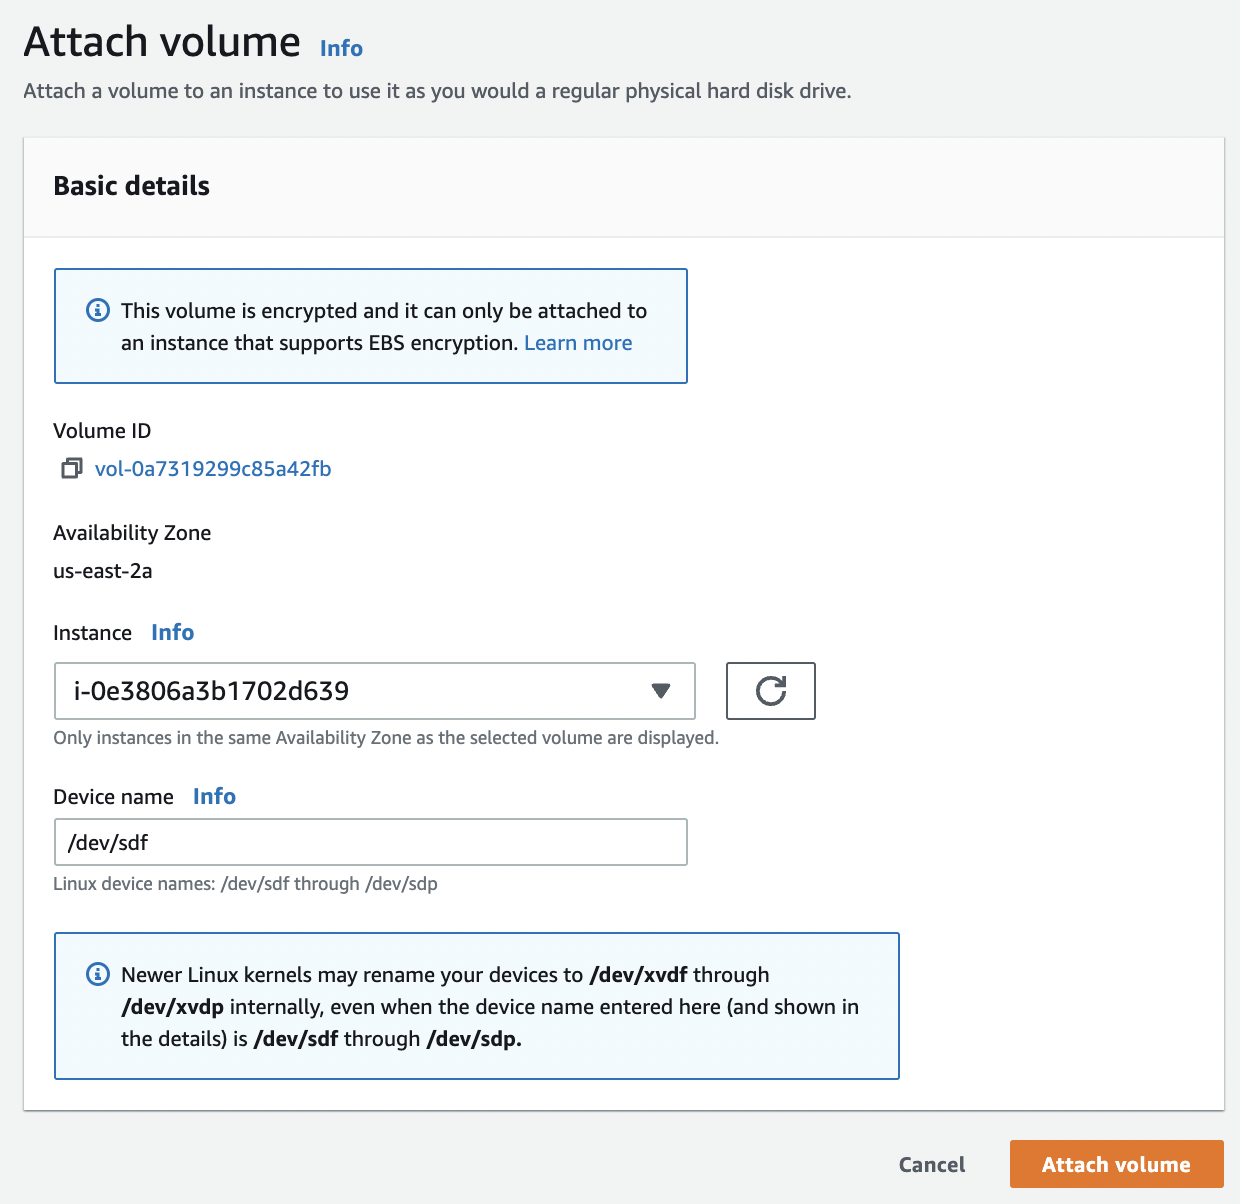 Attach volume Info
Attach a volume to an instance to use it as you would a regular physical hard disk drive.
Basic details
This volume is encrypted and it can only be attached to
an instance that supports EBS encryption. Learn more
Volume ID
vol-0a7319299c85a42fb
Availability Zone
us-east-2a
Instance Info
i-0e3806a3b1702d639
Only instances in the same Availability Zone as the selected volume are displayed.
Device name Info
/dev/sdf
Linux device names: /dev/sdf through /dev/sdp
Newer Linux kernels may rename your devices to /dev/xvdf through
/dev/xvdp internally, even when the device name entered here (and shown in
the details) is /dev/sdf through /dev/sdp.
Cancel Attach volume